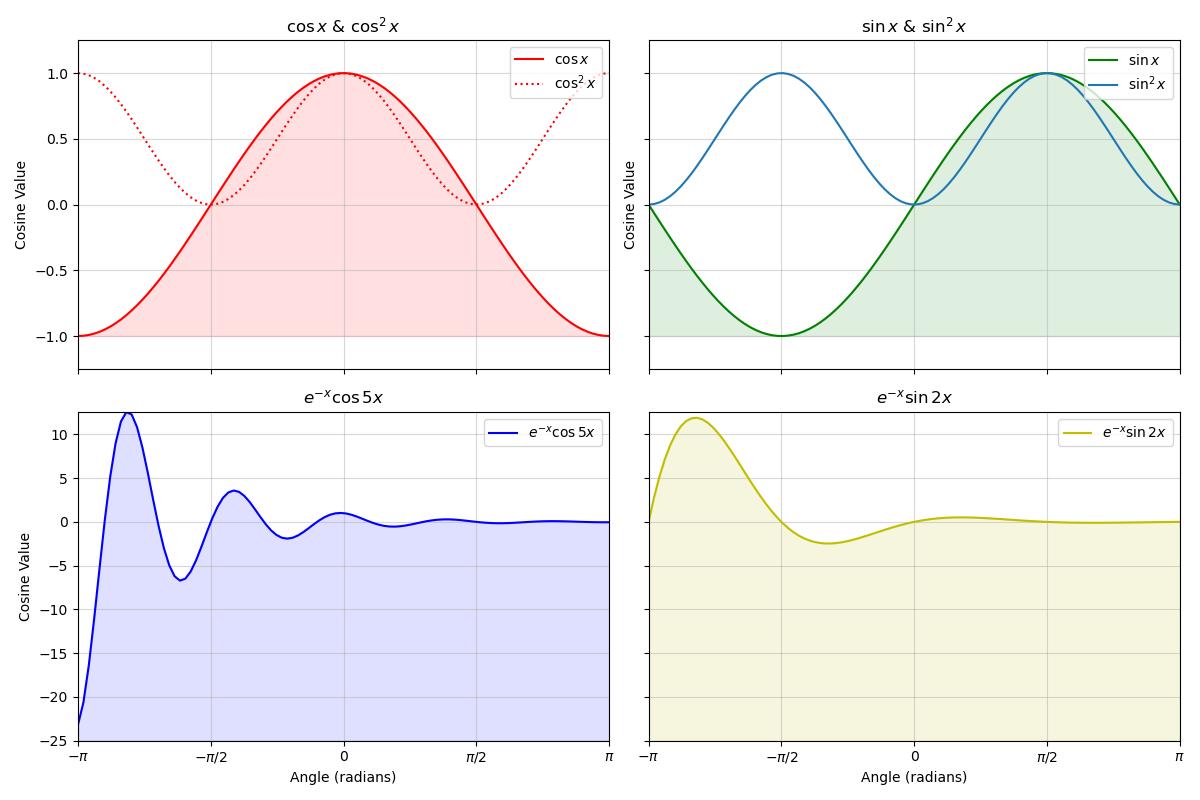 cos x & cos² x
sin x & sin² x
Cosine Value
1.0
0.5
0.0
−0.5
−1.0
cos x
cos² x
Cosine Value
sin x
sin² x
e⁻ˣ cos 5x
e⁻ˣ sin 2x
Cosine Value
10
5
0
−5
−10
−15
−20
−25
e⁻ˣ cos 5x
e⁻ˣ sin 2x
−π
−π/2
0
π/2
π
−π
−π/2
0
π/2
π
Angle (radians)
Angle (radians)